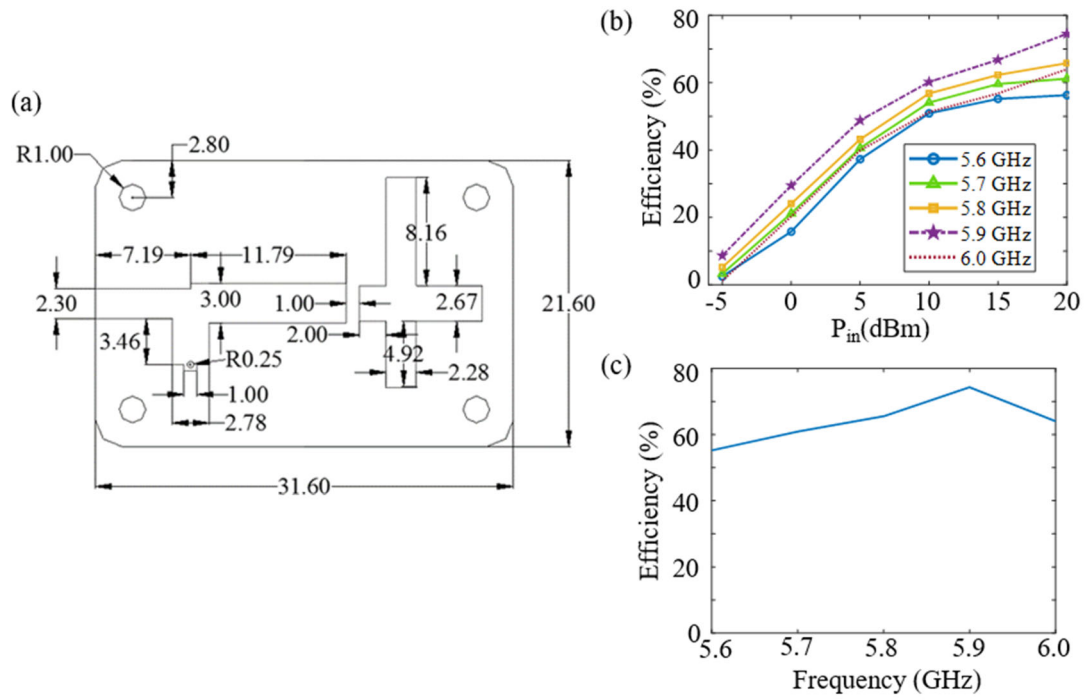 (a)
R1.00
2.80
7.19
11.79
8.16
2.30
3.00
1.00
2.67
21.60
3.46
2.00
R0.25
4.92
2.28
1.00
2.78
31.60
(b)
Efficiency (%)
80
60
40
20
0
-5
0
5
10
15
20
P_in(dBm)
5.6 GHz
5.7 GHz
5.8 GHz
5.9 GHz
6.0 GHz
(c)
Efficiency (%)
80
60
40
20
0
5.6
5.7
5.8
5.9
6.0
Frequency (GHz)